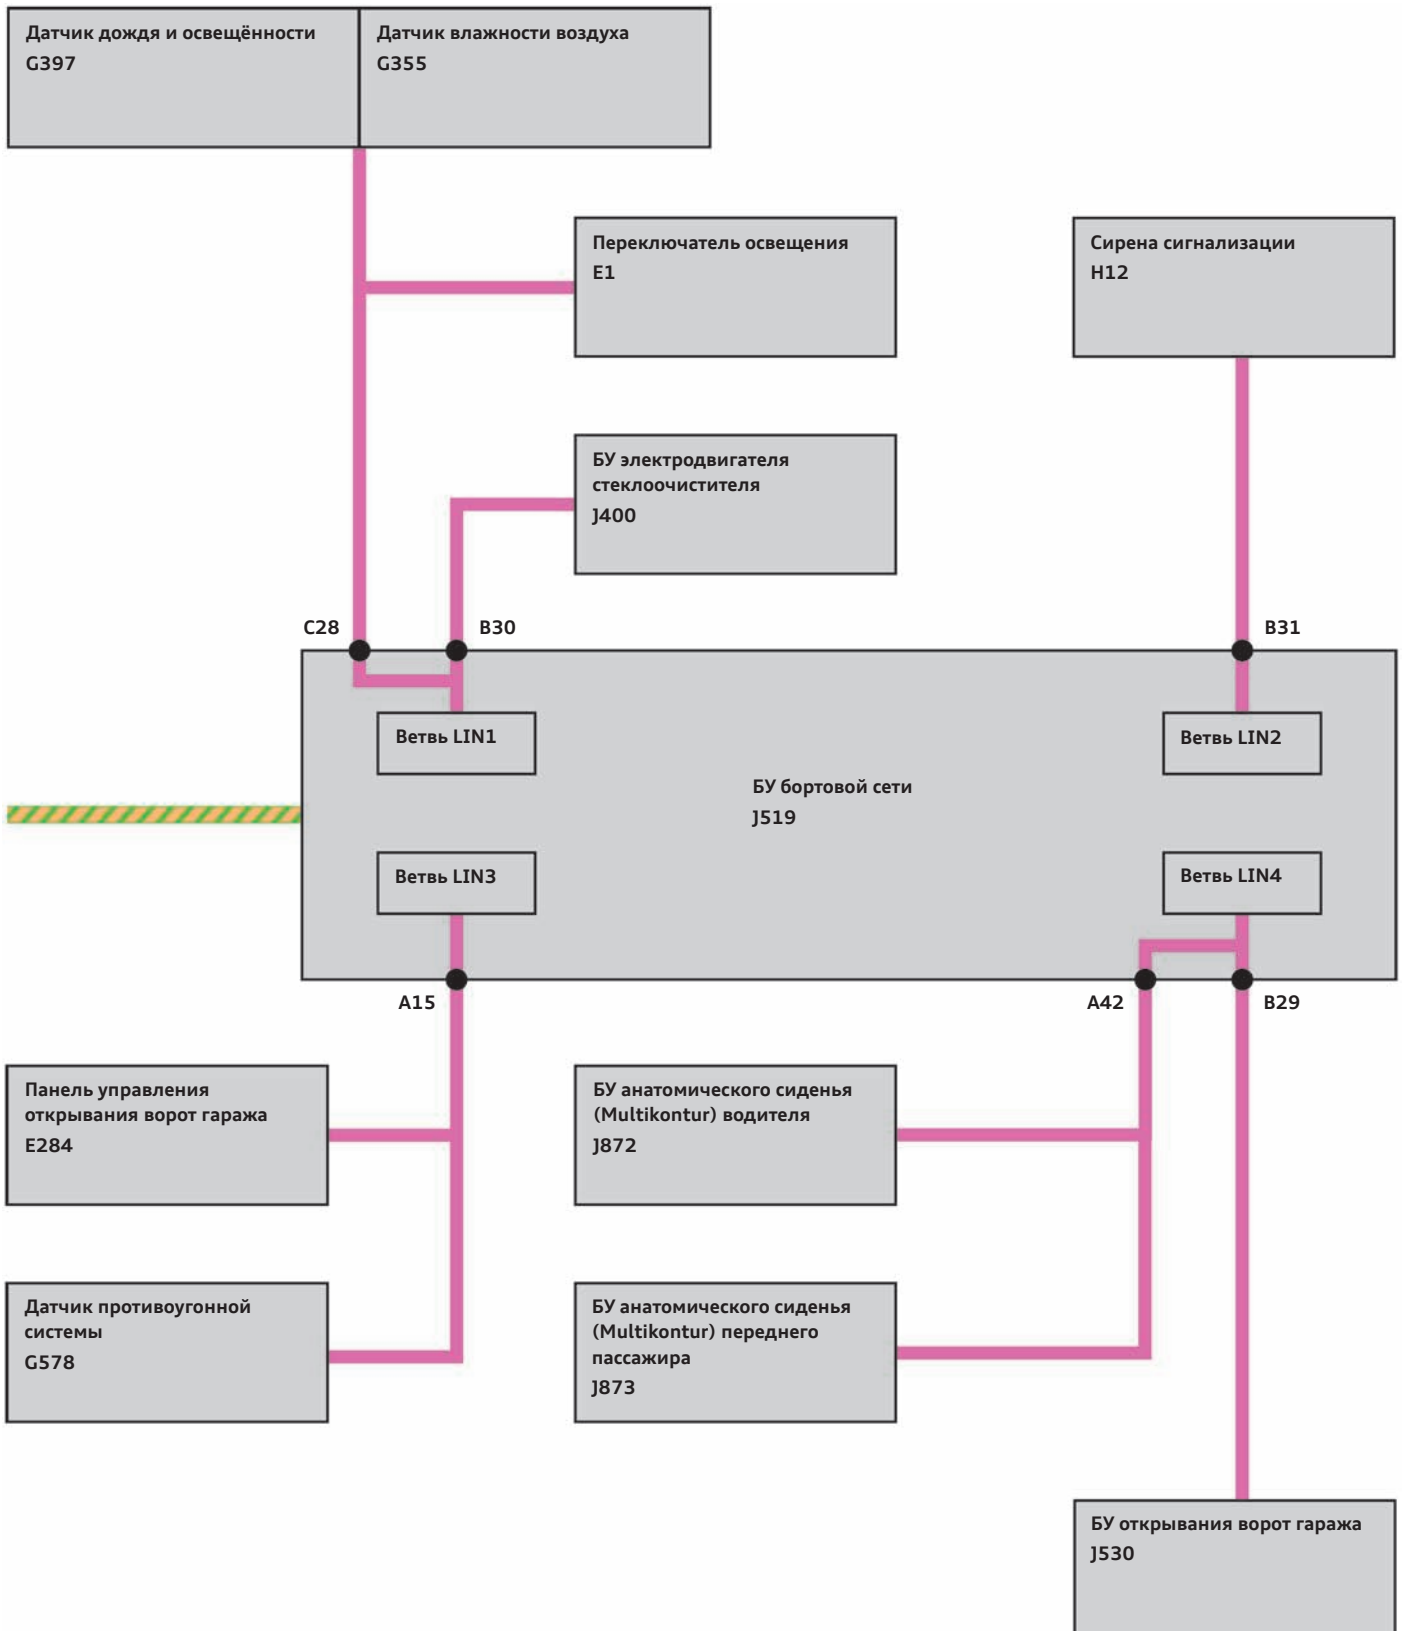 Датчик дождя и освещённости
G397
Датчик влажности воздуха
G355
Переключатель освещения
E1
Сирена сигнализации
H12
БУ электродвигателя
стеклоочистителя
J400
C28
B30
B31
Ветвь LIN1
Ветвь LIN2
БУ бортовой сети
J519
Ветвь LIN3
Ветвь LIN4
A15
A42
B29
Панель управления
открывания ворот гаража
E284
БУ анатомического сиденья
(Multikontur) водителя
J872
Датчик противоугонной
системы
G578
БУ анатомического сиденья
(Multikontur) переднего
пассажира
J873
БУ открывания ворот гаража
J530